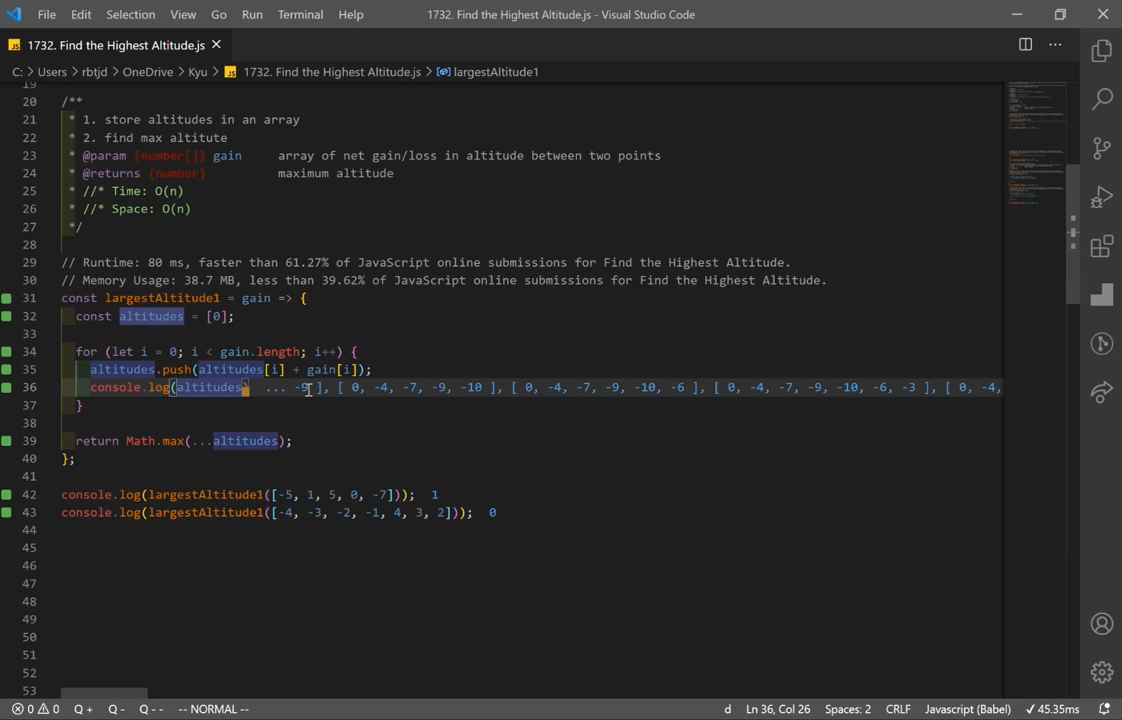 File Edit Selection View Go Run Terminal Help 1732. Find the Highest Altitude.js - Visual Studio Code
JS 1732. Find the Highest Altitude.js
C: > Users > rbtjd > OneDrive > Kyu > JS 1732. Find the Highest Altitude.js > largestAltitude1
19
20 /**
21 * 1. store altitudes in an array
22 * 2. find max altitute
23 * @param {number[]} gain array of net gain/loss in altitude between two points
24 * @returns {number} maximum altitude
25 * //* Time: O(n)
26 * //* Space: O(n)
27 */
28
29 // Runtime: 80 ms, faster than 61.27% of JavaScript online submissions for Find the Highest Altitude.
30 // Memory Usage: 38.7 MB, less than 39.62% of JavaScript online submissions for Find the Highest Altitude.
31 const largestAltitude1 = gain => {
32 const altitudes = [0];
33
34 for (let i = 0; i < gain.length; i++) {
35 altitudes.push(altitudes[i] + gain[i]);
36 console.log(altitudes) ... -9 ], [ 0, -4, -7, -9, -10 ], [ 0, -4, -7, -9, -10, -6 ], [ 0, -4, -7, -9, -10, -6, -3 ], [ 0, -4,
37 }
38
39 return Math.max(...altitudes);
40 };
41
42 console.log(largestAltitude1([-5, 1, 5, 0, -7])); 1
43 console.log(largestAltitude1([-4, -3, -2, -1, 4, 3, 2])); 0
44
45
46
47
48
49
50
51
52
53
0 0 Q + Q - Q - - -- NORMAL -- d Ln 36, Col 26 Spaces: 2 CRLF Javascript (Babel) ✓ 45.35ms